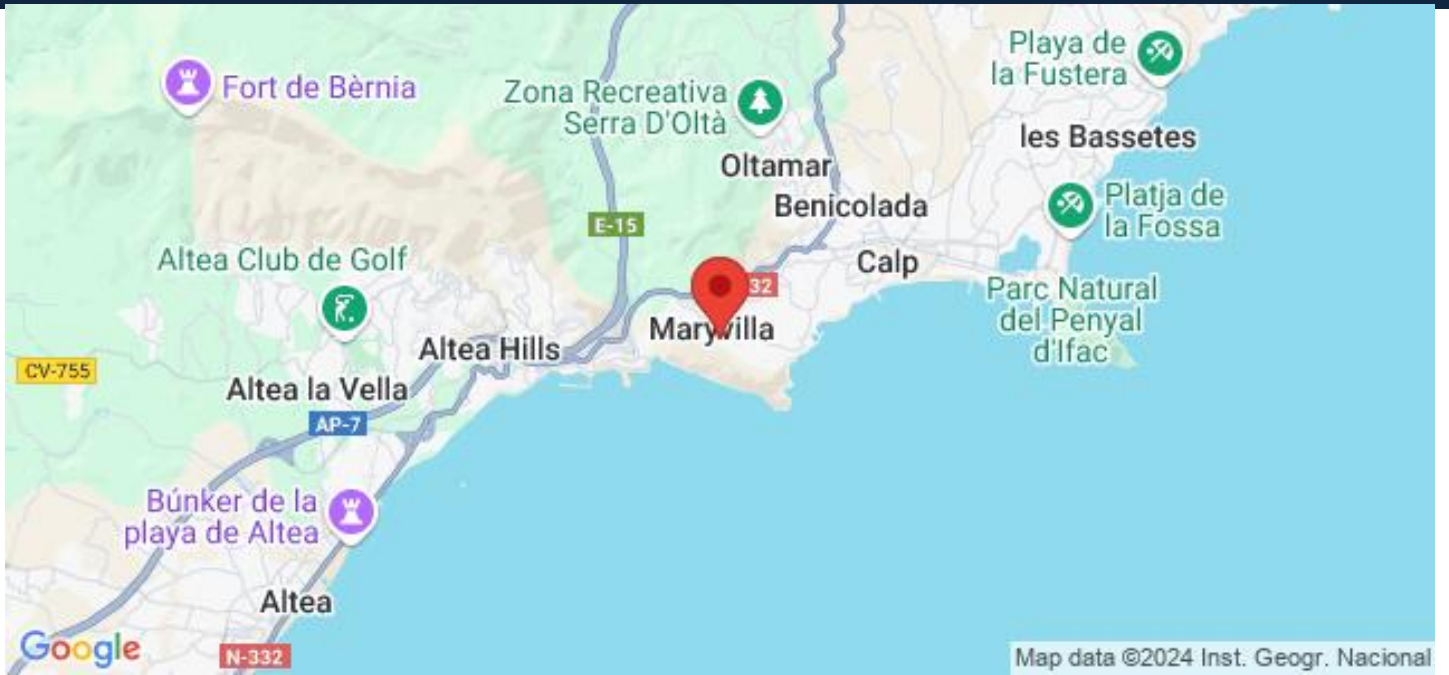 Playa de
la Fustera
Fort de Bèrnia
Zona Recreativa
Serra D'Oltà
les Bassetes
Oltamar
Benicolada
Platja de
la Fossa
E-15
Altea Club de Golf
Calp
32
Parc Natural
del Penyal
d'Ifac
Maryvilla
Altea Hills
CV-755
Altea la Vella
AP-7
Búnker de la
playa de Altea
Altea
Google
N-332
Map data ©2024 Inst. Geogr. Nacional